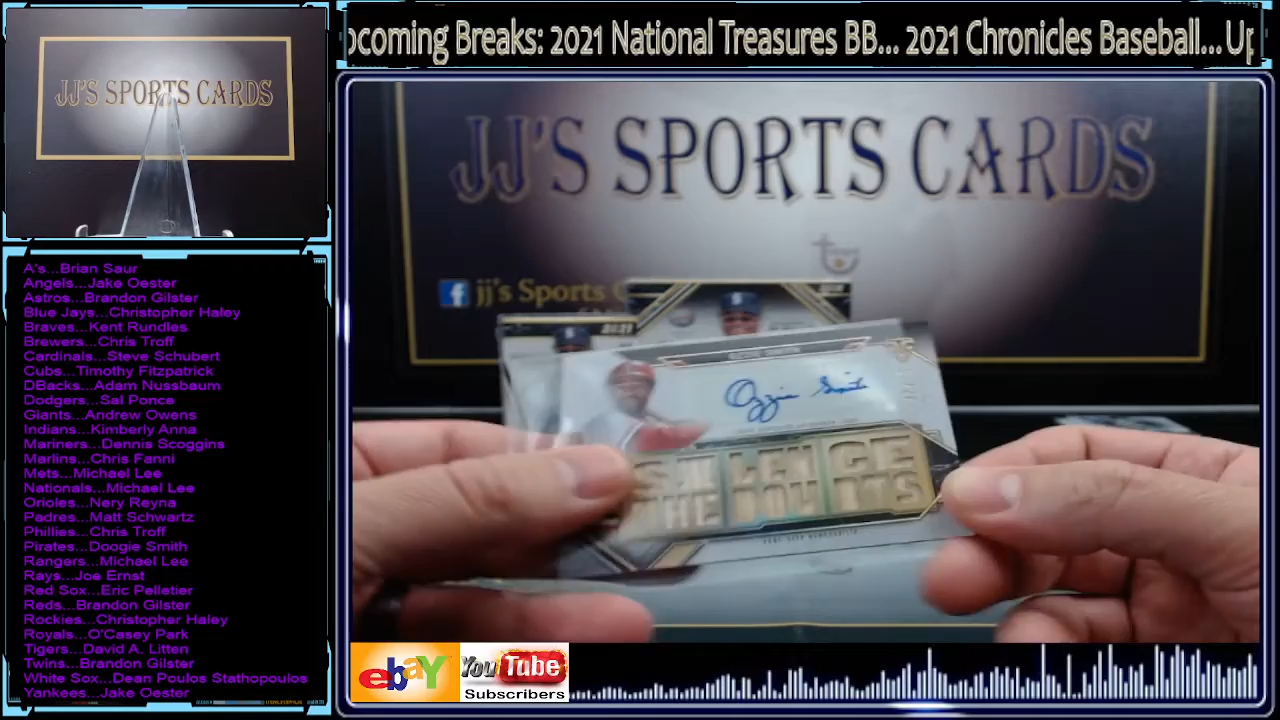 JJ'S SPORTS CARDS
pcoming Breaks: 2021 National Treasures BB... 2021 Chronicles Baseball...Up
JJ'S SPORTS CARDS
jj's Sports
2021
Ozzie Smith
A's...Brian Saur
Angels...Jake Oester
Astros...Brandon Gilster
Blue Jays...Christopher Haley
Braves...Kent Rundles
Brewers...Chris Troff
Cardinals...Steve Schubert
Cubs...Timothy Fitzpatrick
DBacks...Adam Nussbaum
Dodgers...Sal Ponce
Giants...Andrew Owens
Indians...Kimberly Anna
Mariners...Dennis Scoggins
Marlins...Chris Fanni
Mets...Michael Lee
Nationals...Michael Lee
Orioles...Nery Reyna
Padres...Matt Schwartz
Phillies...Chris Troff
Pirates...Doogie Smith
Rangers...Michael Lee
Rays...Joe Ernst
Red Sox...Eric Pelletier
Reds...Brandon Gilster
Rockies...Christopher Haley
Royals...O'Casey Park
Tigers...David A. Litten
Twins...Brandon Gilster
White Sox...Dean Poulos Stathopoulos
Yankees...Jake Oester
ebaY
YouTube
Subscribers